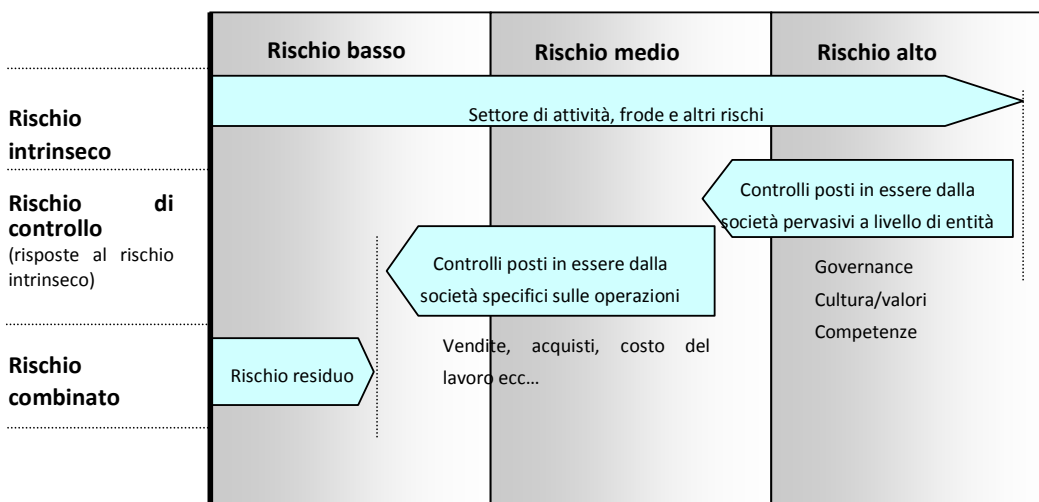 Rischio basso
Rischio medio
Rischio alto
Rischio
intrinseco
Settore di attività, frode e altri rischi
Rischio di
controllo
(risposte al rischio
intrinseco)
Controlli posti in essere dalla
società pervasivi a livello di entità
Controlli posti in essere dalla
società specifici sulle operazioni
Governance
Cultura/valori
Competenze
Vendite, acquisti, costo del
lavoro ecc...
Rischio
combinato
Rischio residuo